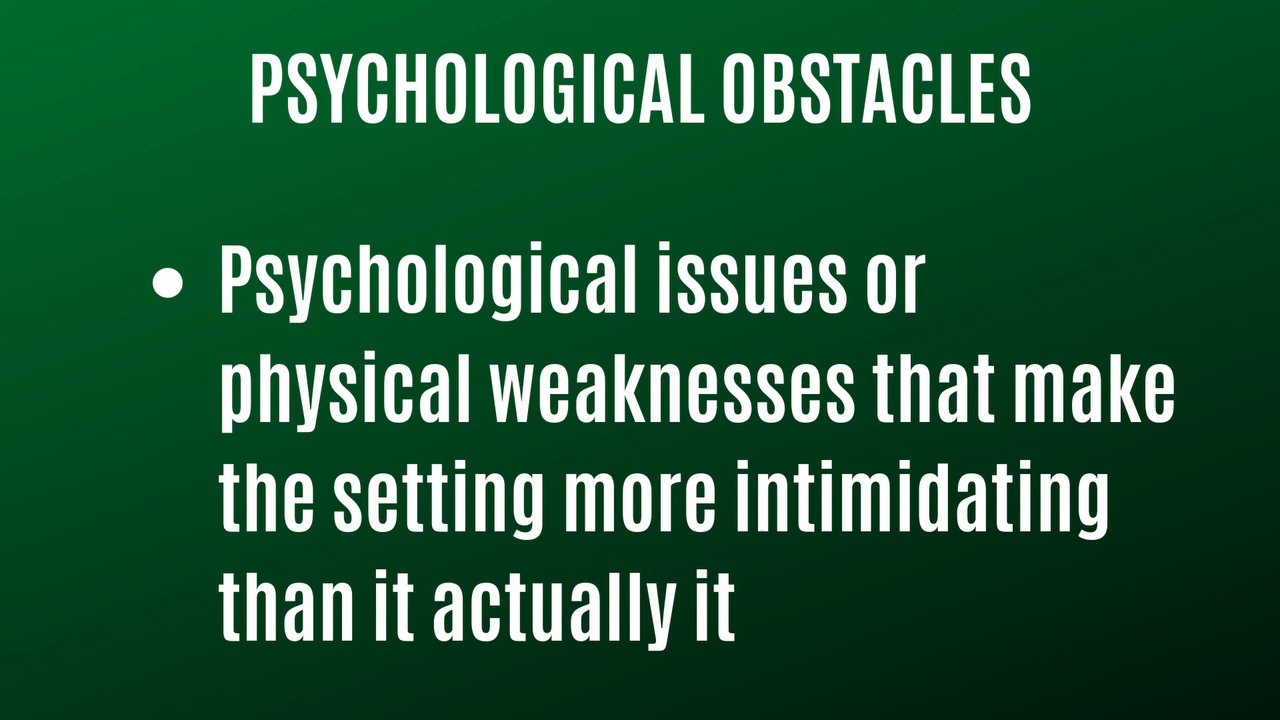 PSYCHOLOGICAL OBSTACLES
• Psychological issues or
physical weaknesses that make
the setting more intimidating
than it actually it